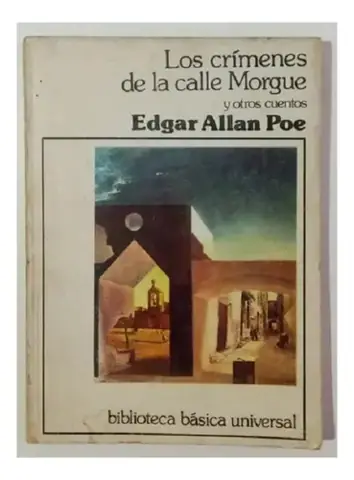 Los crímenes
de la calle Morgue
y otros cuentos
Edgar Allan Poe
biblioteca básica universal